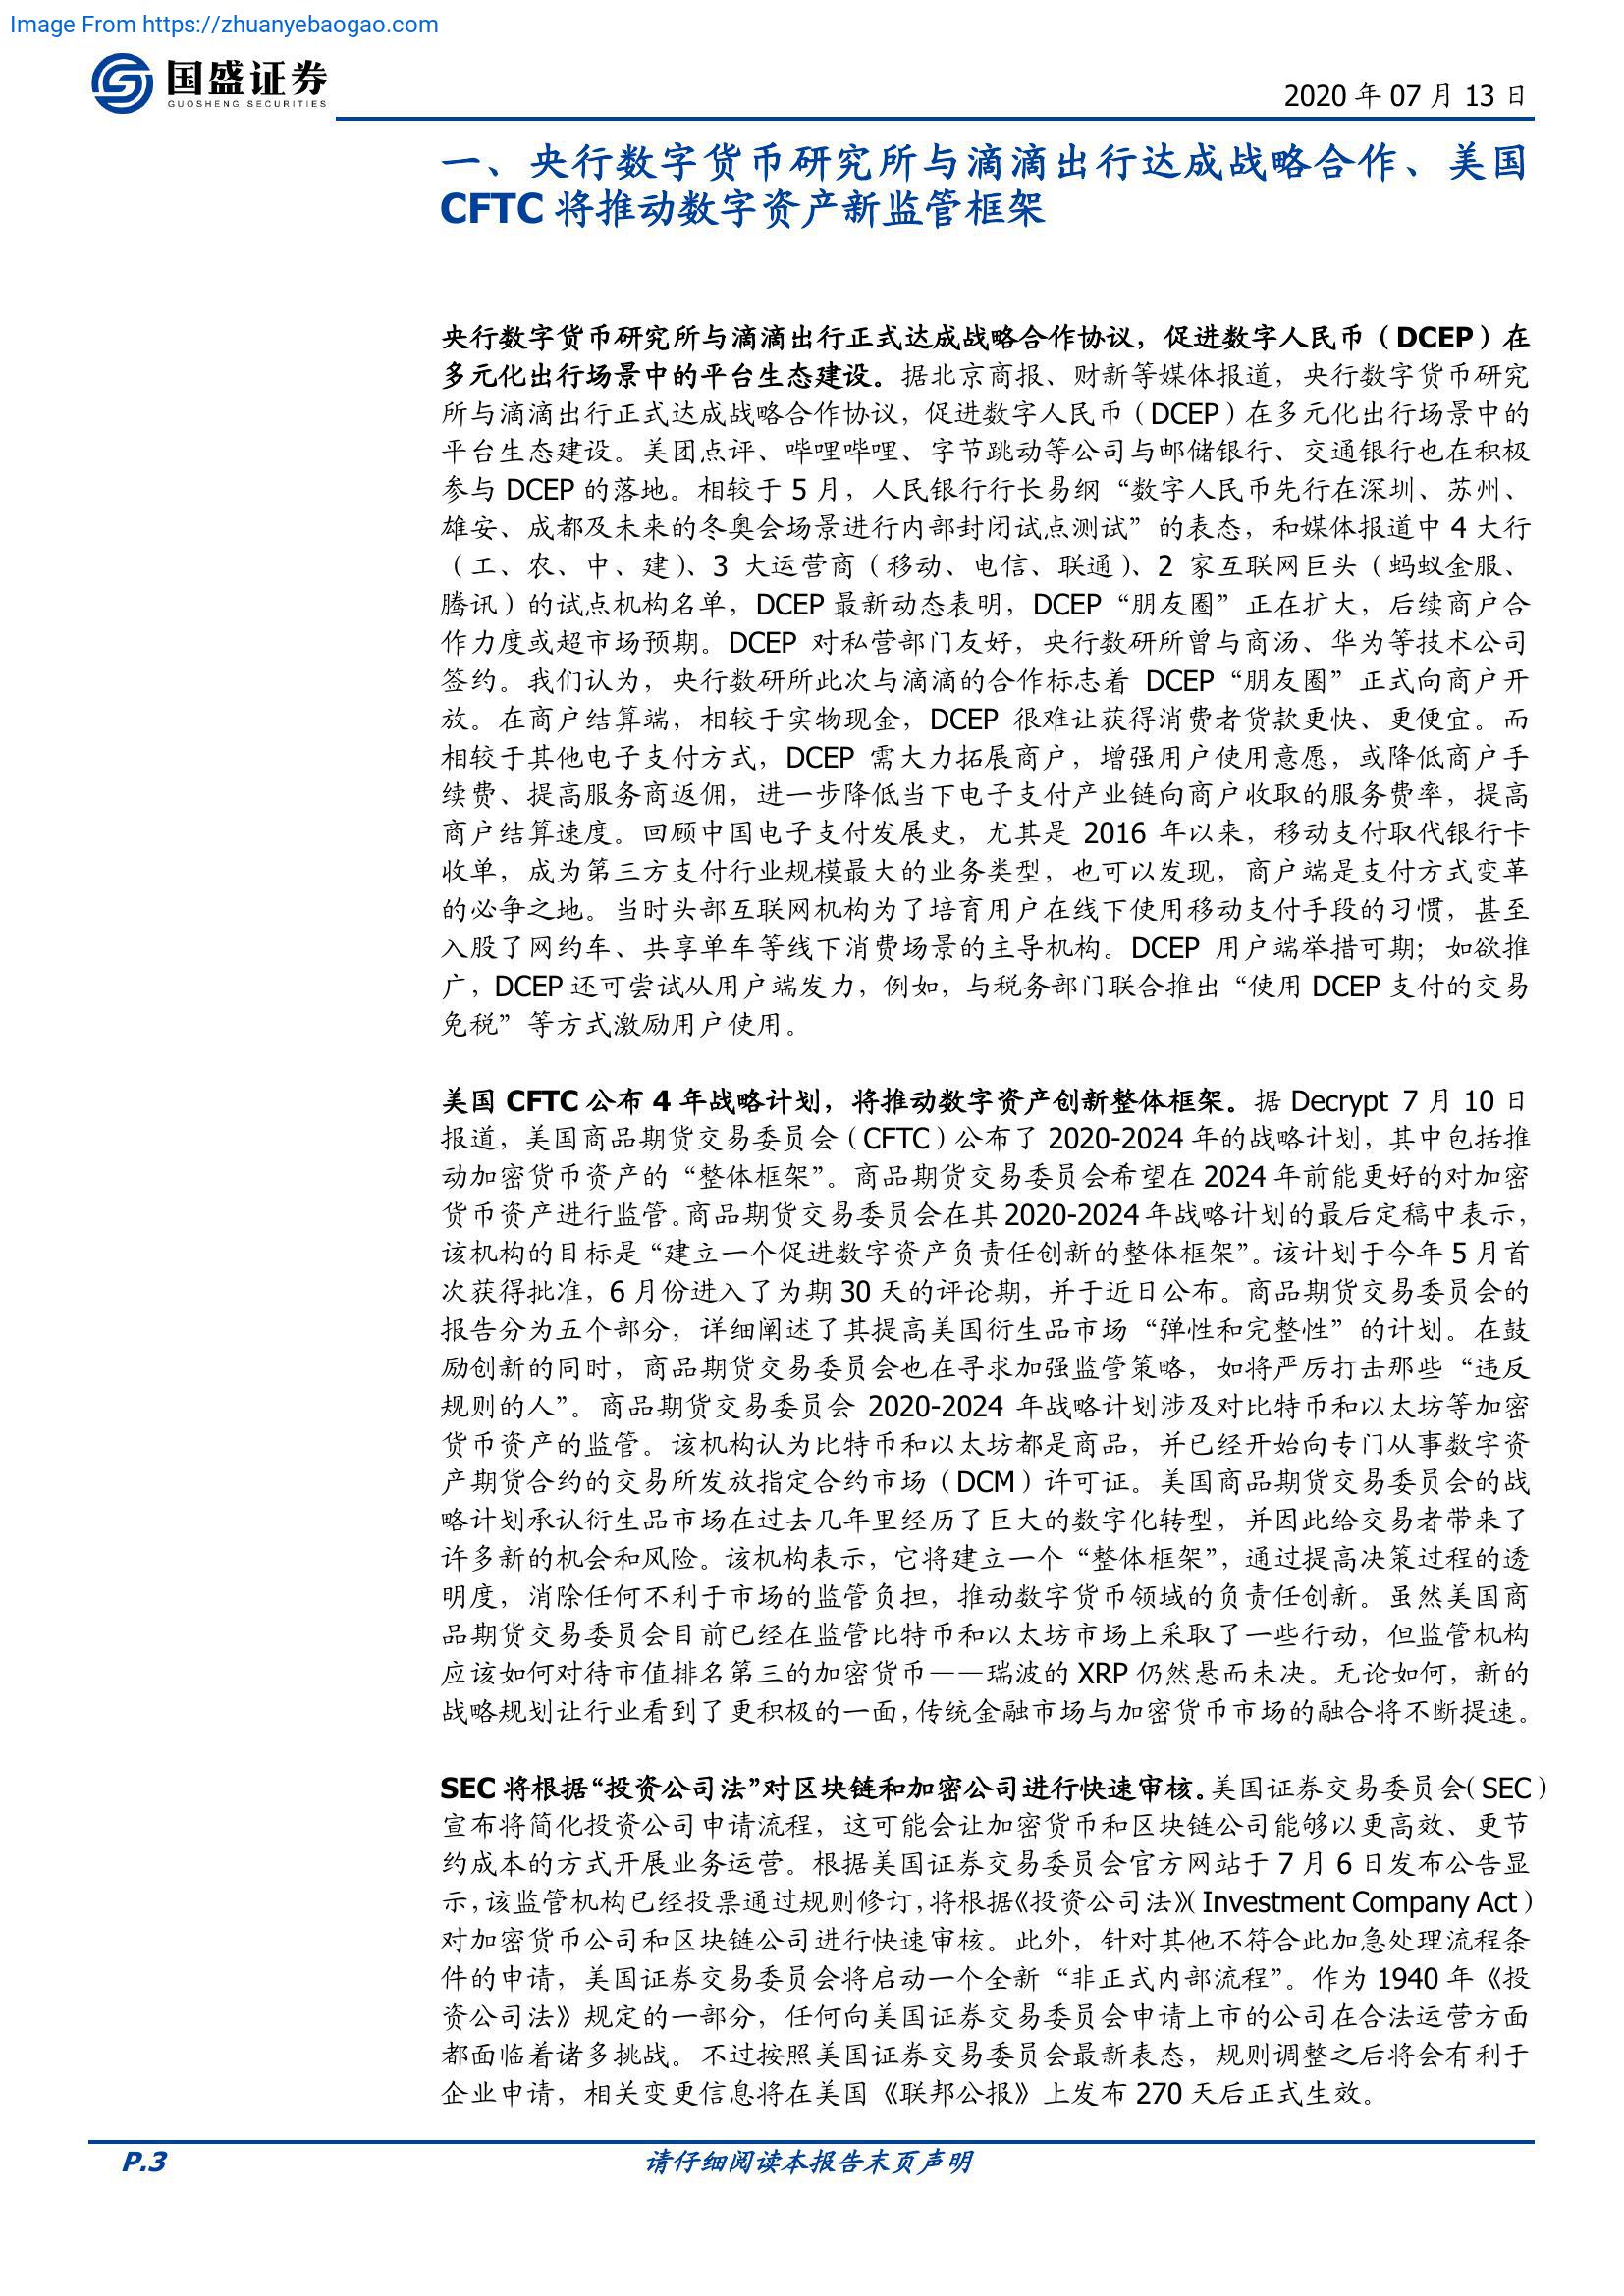 Image From https://zhuanyebaogao.com
国盛证券
GUOSHENG SECURITIES
2020 年 07 月 13 日
一、央行数字货币研究所与滴滴出行达成战略合作、美国
CFTC 将推动数字资产新监管框架
央行数字货币研究所与滴滴出行正式达成战略合作协议，促进数字人民币（DCEP）在
多元化出行场景中的平台生态建设。据北京商报、财新等媒体报道，央行数字货币研究
所与滴滴出行正式达成战略合作协议，促进数字人民币（DCEP）在多元化出行场景中的
平台生态建设。美团点评、哔哩哔哩、字节跳动等公司与邮储银行、交通银行也在积极
参与 DCEP 的落地。相较于 5 月，人民银行行长易纲“数字人民币先行在深圳、苏州、
雄安、成都及未来的冬奥会场景进行内部封闭试点测试”的表态，和媒体报道中 4 大行
（工、农、中、建）、3 大运营商（移动、电信、联通）、2 家互联网巨头（蚂蚁金服、
腾讯）的试点机构名单，DCEP 最新动态表明，DCEP“朋友圈”正在扩大，后续商户合
作力度或超市场预期。DCEP 对私营部门友好，央行数研所曾与商汤、华为等技术公司
签约。我们认为，央行数研所此次与滴滴的合作标志着 DCEP“朋友圈”正式向商户开
放。在商户结算端，相较于实物现金，DCEP 很难让获得消费者货款更快、更便宜。而
相较于其他电子支付方式，DCEP 需大力拓展商户，增强用户使用意愿，或降低商户手
续费、提高服务商返佣，进一步降低当下电子支付产业链向商户收取的服务费率，提高
商户结算速度。回顾中国电子支付发展史，尤其是 2016 年以来，移动支付取代银行卡
收单，成为第三方支付行业规模最大的业务类型，也可以发现，商户端是支付方式变革
的必争之地。当时头部互联网机构为了培育用户在线下使用移动支付手段的习惯，甚至
入股了网约车、共享单车等线下消费场景的主导机构。DCEP 用户端举措可期；如欲推
广，DCEP 还可尝试从用户端发力，例如，与税务部门联合推出“使用 DCEP 支付的交易
免税”等方式激励用户使用。
美国 CFTC 公布 4 年战略计划，将推动数字资产创新整体框架。据 Decrypt 7 月 10 日
报道，美国商品期货交易委员会（CFTC）公布了 2020-2024 年的战略计划，其中包括推
动加密货币资产的“整体框架”。商品期货交易委员会希望在 2024 年前能更好的对加密
货币资产进行监管。商品期货交易委员会在其 2020-2024 年战略计划的最后定稿中表示，
该机构的目标是“建立一个促进数字资产负责任创新的整体框架”。该计划于今年 5 月首
次获得批准，6 月份进入了为期 30 天的评论期，并于近日公布。商品期货交易委员会的
报告分为五个部分，详细阐述了其提高美国衍生品市场“弹性和完整性”的计划。在鼓
励创新的同时，商品期货交易委员会也在寻求加强监管策略，如将严厉打击那些“违反
规则的人”。商品期货交易委员会 2020-2024 年战略计划涉及对比特币和以太坊等加密
货币资产的监管。该机构认为比特币和以太坊都是商品，并已经开始向专门从事数字资
产期货合约的交易所发放指定合约市场（DCM）许可证。美国商品期货交易委员会的战
略计划承认衍生品市场在过去几年里经历了巨大的数字化转型，并因此给交易者带来了
许多新的机会和风险。该机构表示，它将建立一个“整体框架”，通过提高决策过程的透
明度，消除任何不利于市场的监管负担，推动数字货币领域的负责任创新。虽然美国商
品期货交易委员会目前已经在监管比特币和以太坊市场上采取了一些行动，但监管机构
应该如何对待市值排名第三的加密货币——瑞波的 XRP 仍然悬而未决。无论如何，新的
战略规划让行业看到了更积极的一面，传统金融市场与加密货币市场的融合将不断提速。
SEC 将根据“投资公司法”对区块链和加密公司进行快速审核。美国证券交易委员会（SEC）
宣布将简化投资公司申请流程，这可能会让加密货币和区块链公司能够以更高效、更节
约成本的方式开展业务运营。根据美国证券交易委员会官方网站于 7 月 6 日发布公告显
示，该监管机构已经投票通过规则修订，将根据《投资公司法》（Investment Company Act）
对加密货币公司和区块链公司进行快速审核。此外，针对其他不符合此加急处理流程条
件的申请，美国证券交易委员会将启动一个全新“非正式内部流程”。作为 1940 年《投
资公司法》规定的一部分，任何向美国证券交易委员会申请上市的公司在合法运营方面
都面临着诸多挑战。不过按照美国证券交易委员会最新表态，规则调整之后将会有利于
企业申请，相关变更信息将在美国《联邦公报》上发布 270 天后正式生效。
P.3
请仔细阅读本报告末页声明